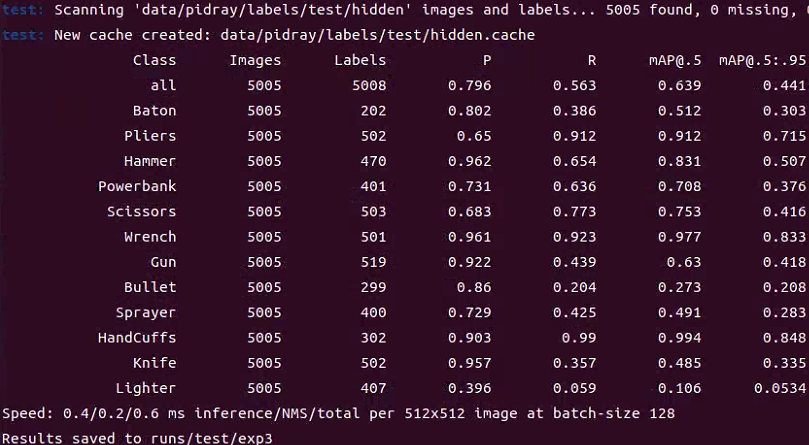 test: Scanning 'data/pidray/labels/test/hidden' images and labels... 5005 found, 0 missing,
test: New cache created: data/pidray/labels/test/hidden.cache
Class Images Labels P R mAP@.5 mAP@.5:.95
all 5005 5008 0.796 0.563 0.639 0.441
Baton 5005 202 0.802 0.386 0.512 0.303
Pliers 5005 502 0.65 0.912 0.912 0.715
Hammer 5005 470 0.962 0.654 0.831 0.507
Powerbank 5005 401 0.731 0.636 0.708 0.376
Scissors 5005 503 0.683 0.773 0.753 0.416
Wrench 5005 501 0.961 0.923 0.977 0.833
Gun 5005 519 0.922 0.439 0.63 0.418
Bullet 5005 299 0.86 0.204 0.273 0.208
Sprayer 5005 400 0.729 0.425 0.491 0.283
HandCuffs 5005 302 0.903 0.99 0.994 0.848
Knife 5005 502 0.957 0.357 0.485 0.335
Lighter 5005 407 0.396 0.059 0.106 0.0534
Speed: 0.4/0.2/0.6 ms inference/NMS/total per 512x512 image at batch-size 128
Results saved to runs/test/exp3